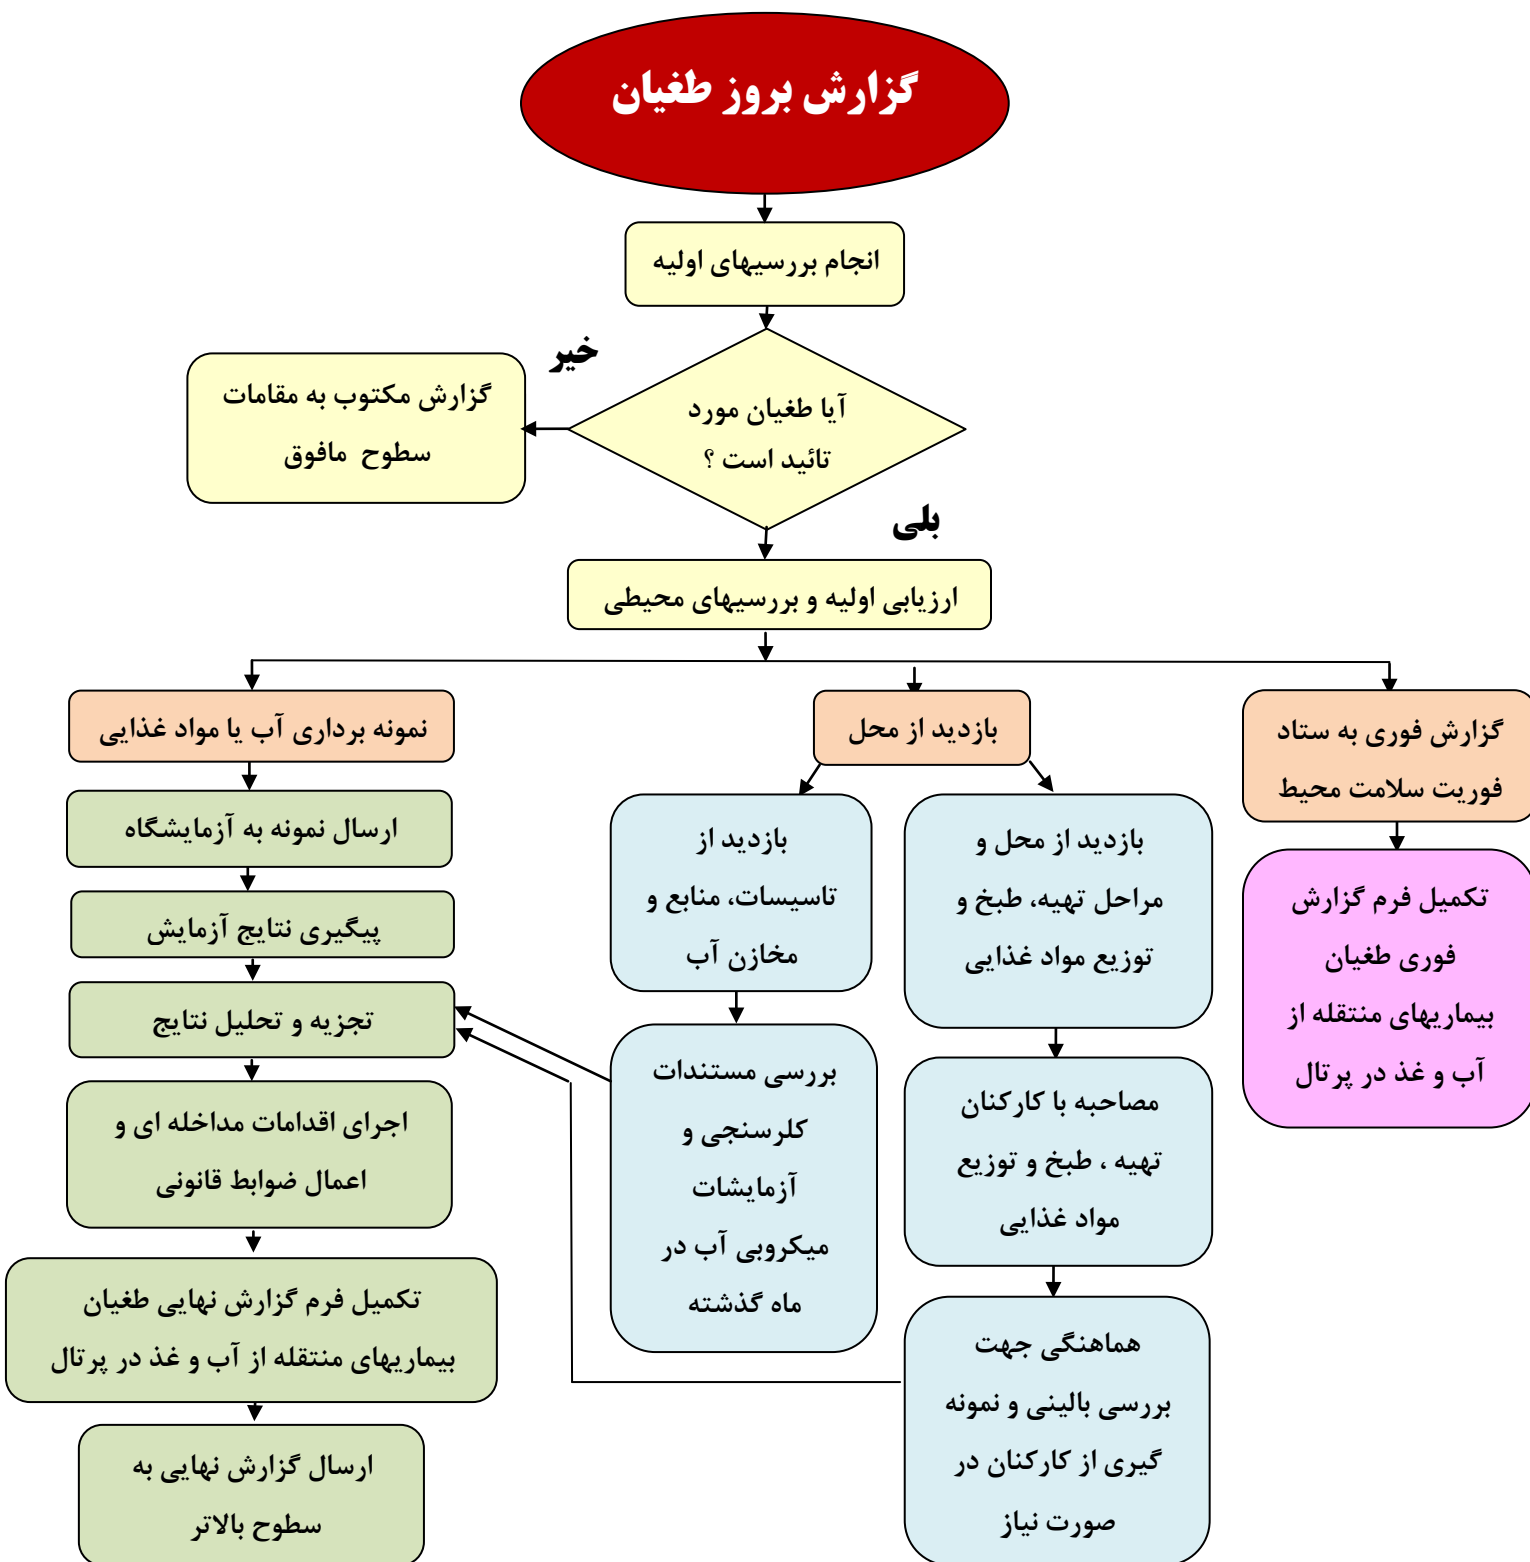 گزارش بروز طغیان
انجام بررسیهای اولیه
خیر
آیا طغیان مورد
تائید است ؟
گزارش مکتوب به مقامات
سطوح مافوق
بلی
ارزیابی اولیه و بررسیهای محیطی
گزارش فوری به ستاد
فوریت سلامت محیط
تکمیل فرم گزارش
فوری طغیان
بیماریهای منتقله از
آب و غذ در پرتال
بازدید از محل
بازدید از محل و
مراحل تهیه، طبخ و
توزیع مواد غذایی
مصاحبه با کارکنان
تهیه ، طبخ و توزیع
مواد غذایی
هماهنگی جهت
بررسی بالینی و نمونه
گیری از کارکنان در
صورت نیاز
بازدید از
تاسیسات، منابع و
مخازن آب
بررسی مستندات
کلرسنجی و
آزمایشات
میکروبی آب در
ماه گذشته
نمونه برداری آب یا مواد غذایی
ارسال نمونه به آزمایشگاه
پیگیری نتایج آزمایش
تجزیه و تحلیل نتایج
اجرای اقدامات مداخله ای و
اعمال ضوابط قانونی
تکمیل فرم گزارش نهایی طغیان
بیماریهای منتقله از آب و غذ در پرتال
ارسال گزارش نهایی به
سطوح بالاتر